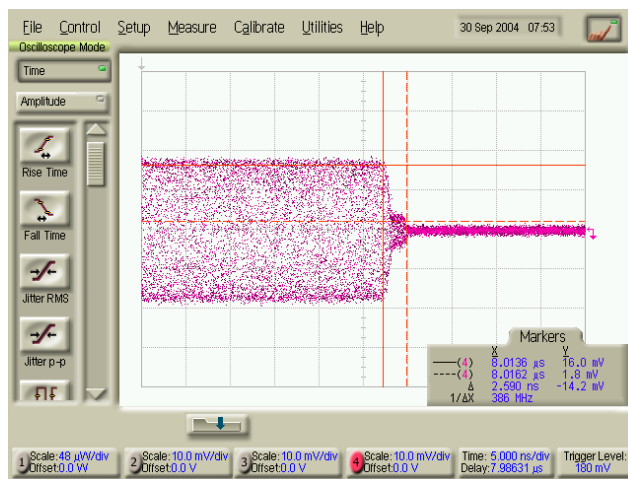 File Control Setup Measure Calibrate Utilities Help 30 Sep 2004 07:53
Oscilloscope Mode
Time
Amplitude
Rise Time
Fall Time
Jitter RMS
Jitter p-p
Markers
X Y
(4) 8.0136 µs 16.0 mV
(4) 8.0162 µs 1.8 mV
Δ 2.590 ns -14.2 mV
1/ΔX 386 MHz
1 Scale:48 µW/div Offset:0.0 W
2 Scale:10.0 mV/div Offset:0.0 V
3 Scale:10.0 mV/div Offset:0.0 V
4 Scale:10.0 mV/div Offset:0.0 V
Time: 5.000 ns/div Delay:7.98631 µs
Trigger Level: 180 mV